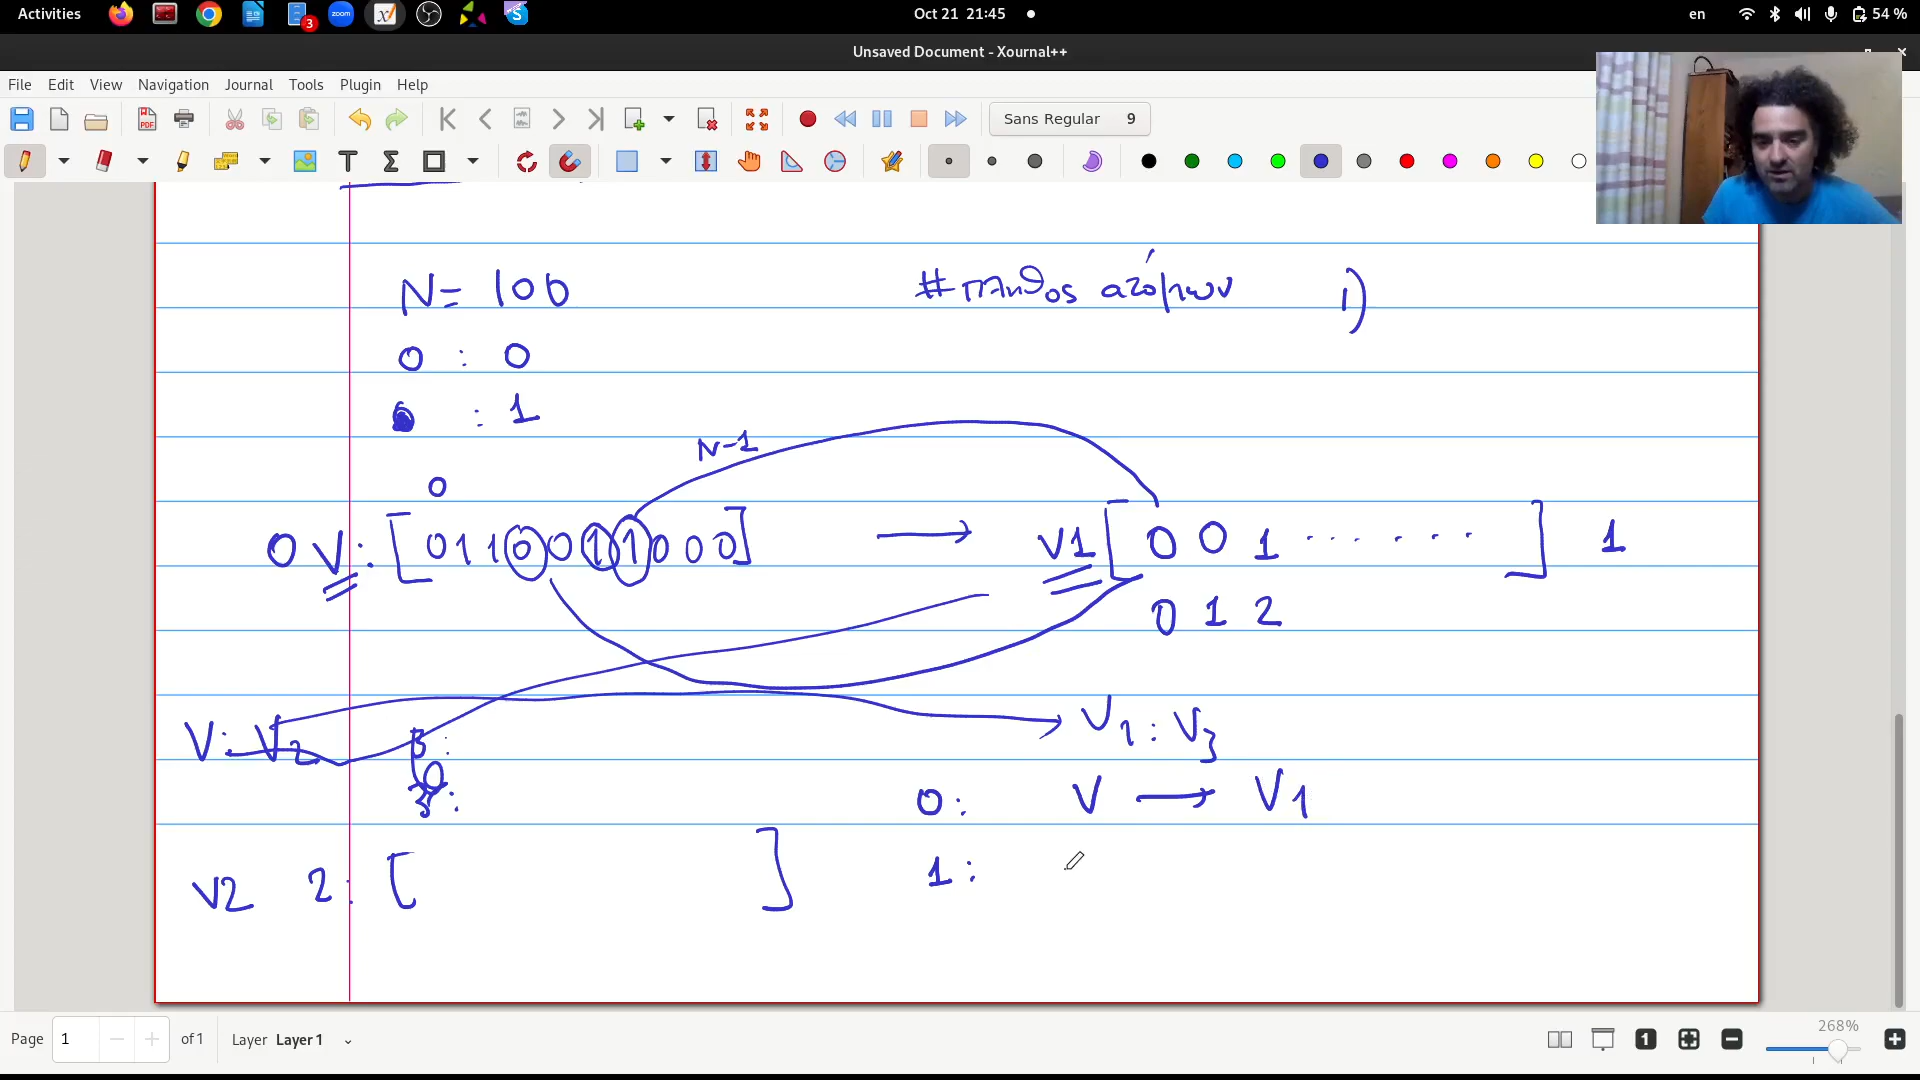 Activities
3
zoom
Oct 21 21:45
en
54 %
Unsaved Document - Xournal++
File Edit View Navigation Journal Tools Plugin Help
Sans Regular 9
N= 100
#πληθος ατόμων
1)
0 : 0
: 1
N-1
0
0 V: [ 0 1 1 0 0 1 1 0 0 0 ] → V1 [ 0 0 1 ....... ] 1
0 1 2
V: V2
V1: V3
0: V → V1
V2 2: [ ]
1:
Page 1 of 1 Layer Layer 1
268%